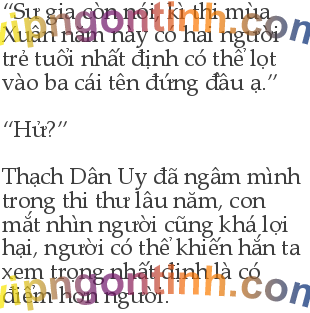 “Sư gia còn nói, kì thi mùa
Xuân năm nay có hai người
trẻ tuổi nhất định có thể lọt
vào ba cái tên đứng đầu ạ.”
“Hử?”
Thạch Dân Uy đã ngâm mình
trong thi thư lâu năm, con
mắt nhìn người cũng khá lợi
hại, người có thể khiến hắn ta
xem trọng nhất định là có
điểm hơn người.
vipngontinh.com
vipngontinh.com